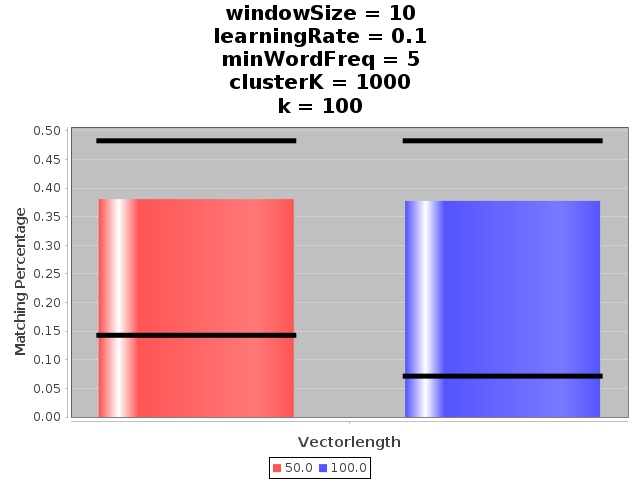 windowSize = 10
learningRate = 0.1
minWordFreq = 5
clusterK = 1000
k = 100
0.50
0.45
0.40
0.35
0.30
0.25
0.20
0.15
0.10
0.05
0.00
Matching Percentage
Vectorlength
50.0 100.0